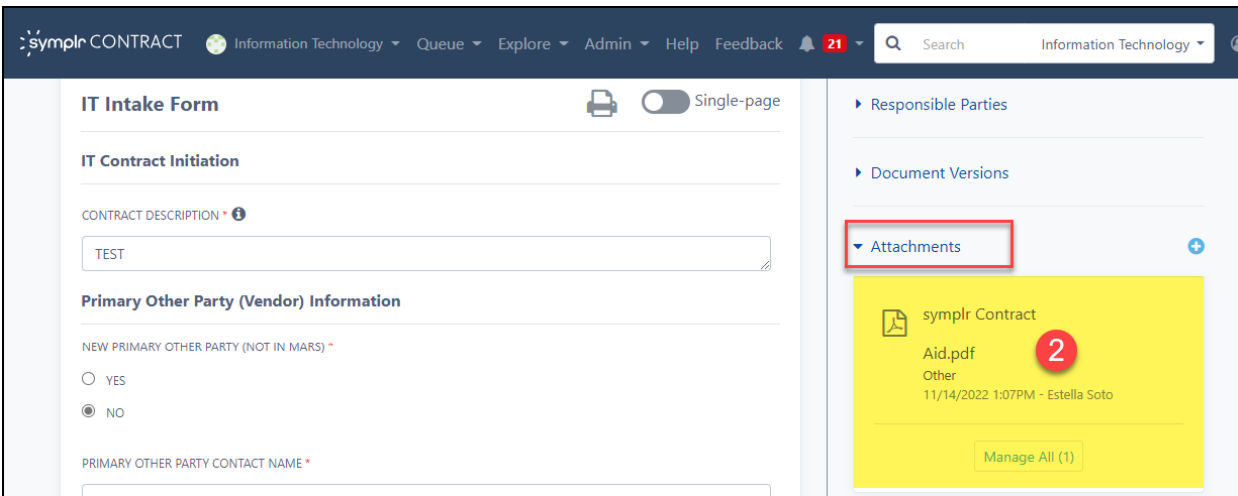 symplr CONTRACT Information Technology Queue Explore Admin Help Feedback 21 Search Information Technology
IT Intake Form Single-page
IT Contract Initiation
CONTRACT DESCRIPTION *
TEST
Primary Other Party (Vendor) Information
NEW PRIMARY OTHER PARTY (NOT IN MARS) *
YES
NO
PRIMARY OTHER PARTY CONTACT NAME *
Responsible Parties
Document Versions
Attachments
symplr Contract
Aid.pdf 2
Other
11/14/2022 1:07PM - Estella Soto
Manage All (1)